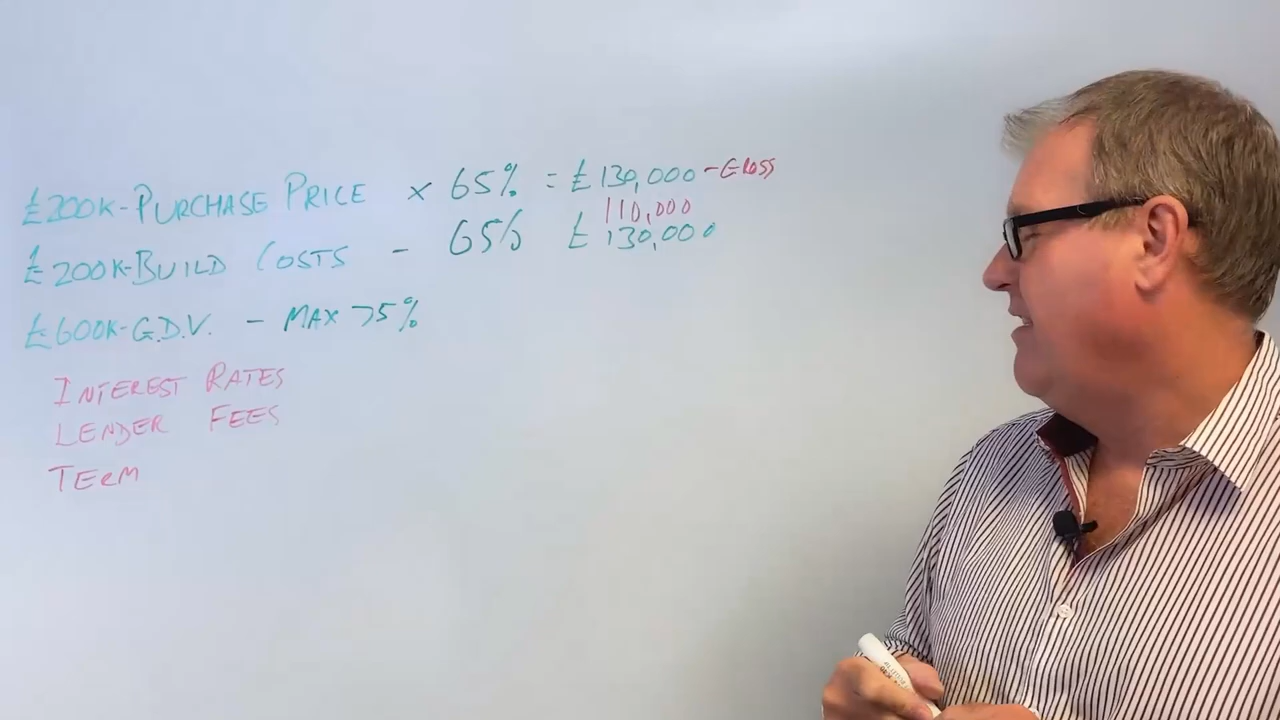 £200K-PURCHASE PRICE × 65% = £130,000-GROSS
110,000
£200K-BUILD COSTS - 65% £130,000
£600K-G.D.V. - MAX 75%
INTEREST RATES
LENDER FEES
TERM